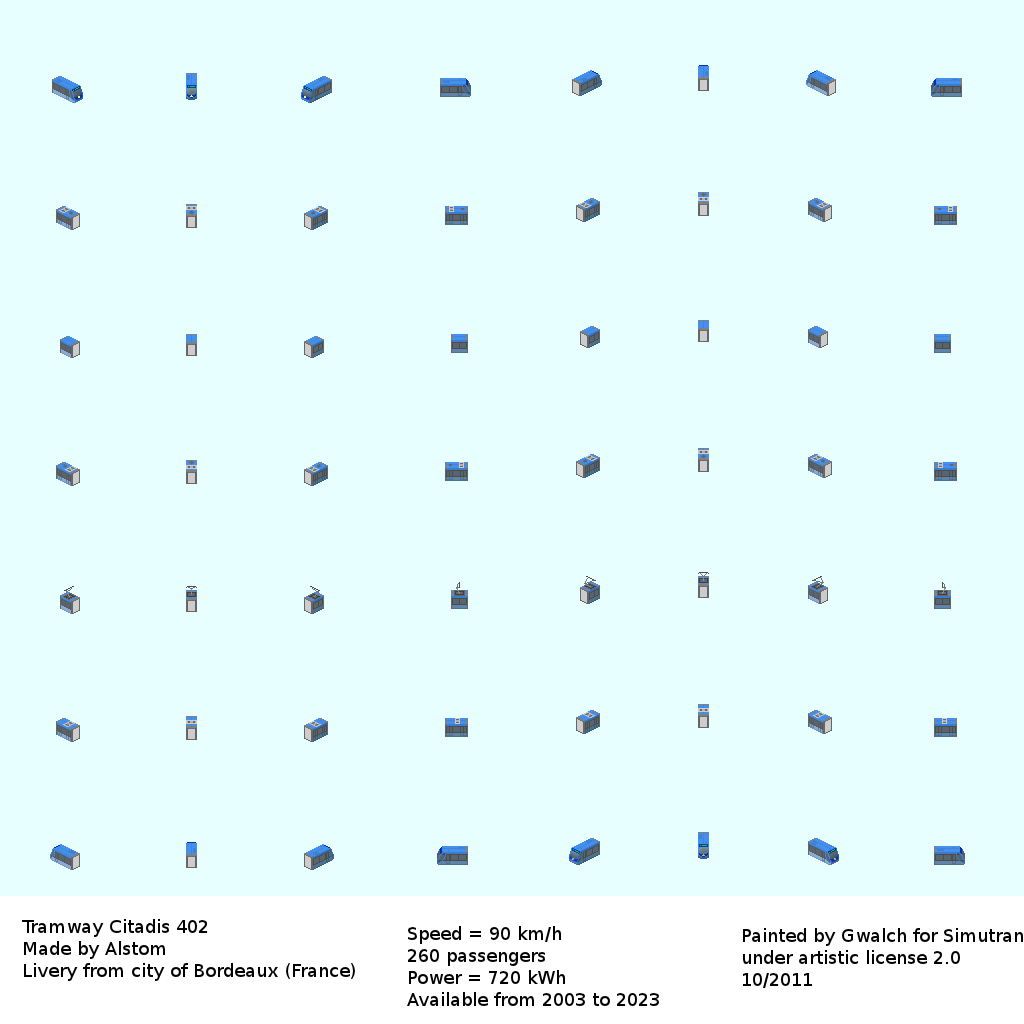 Tramway Citadis 402
Made by Alstom
Livery from city of Bordeaux (France)
Speed = 90 km/h
260 passengers
Power = 720 kWh
Available from 2003 to 2023
Painted by Gwalch for Simutran
under artistic license 2.0
10/2011